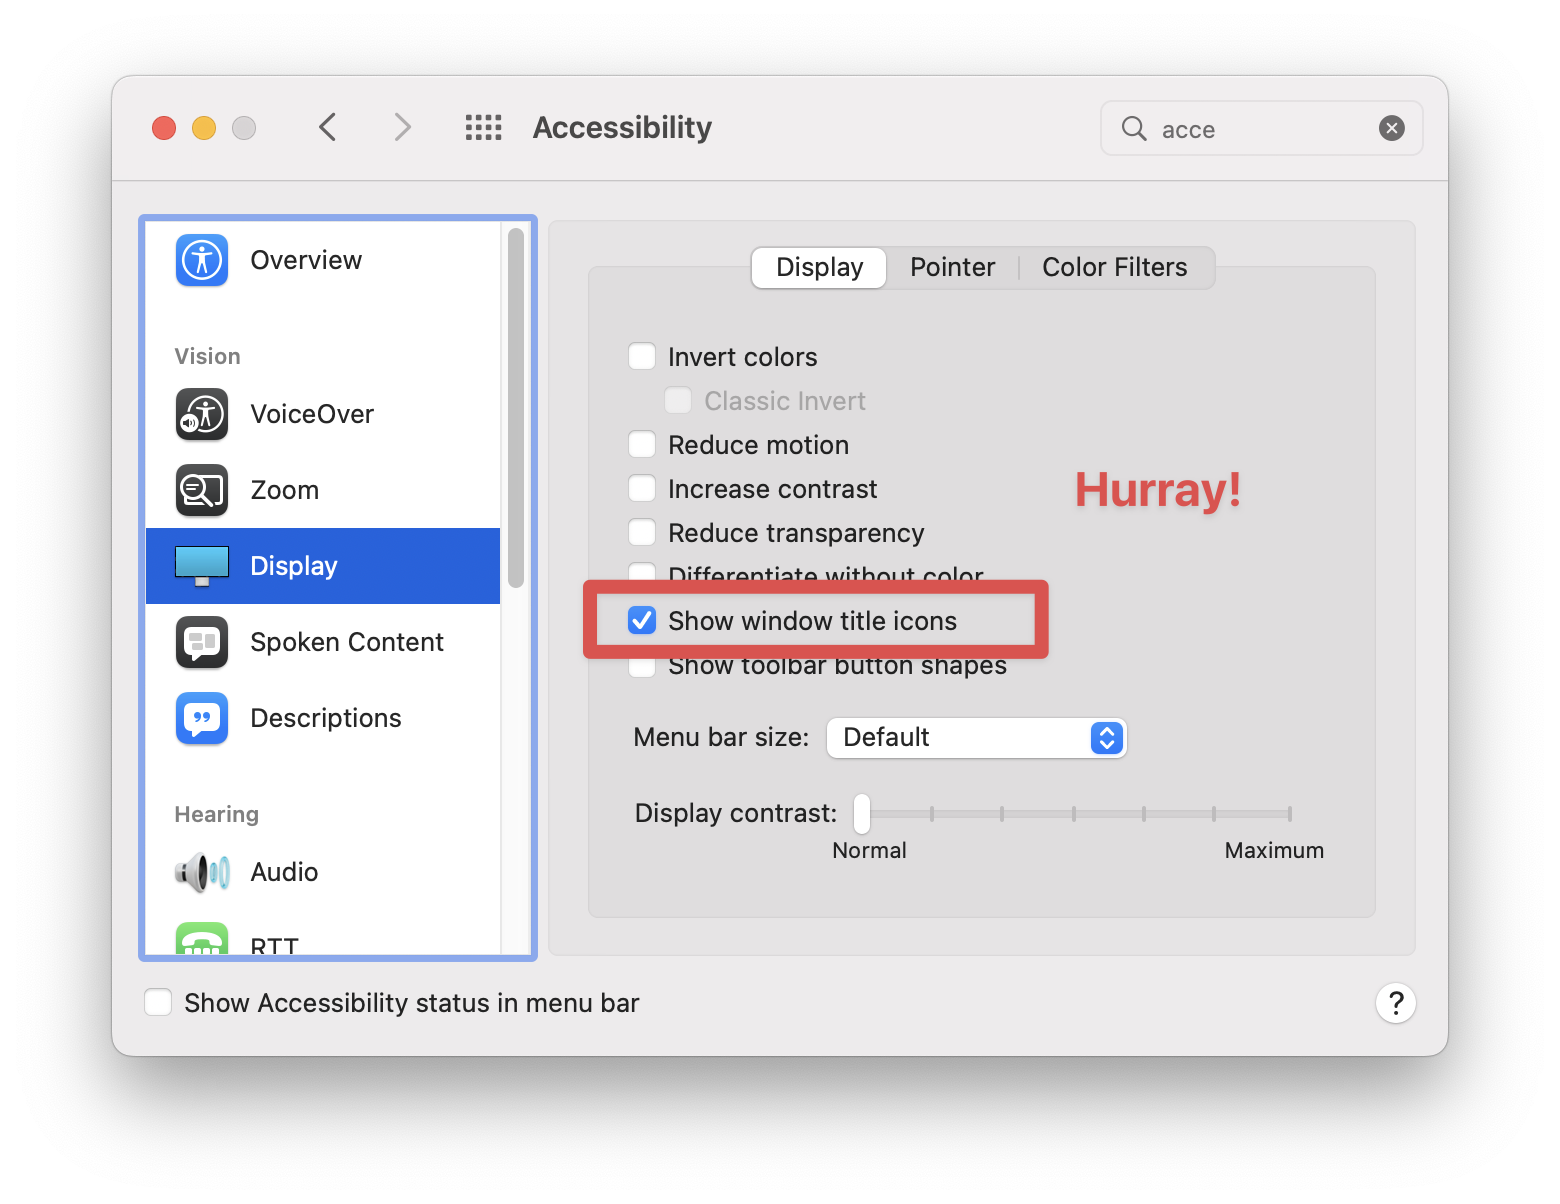 Accessibility
acce
Overview
Vision
VoiceOver
Zoom
Display
Spoken Content
Descriptions
Hearing
Audio
RTT
Display Pointer Color Filters
Invert colors
Classic Invert
Reduce motion
Increase contrast
Hurray!
Reduce transparency
Differentiate without color
Show window title icons
Show toolbar button shapes
Menu bar size: Default
Display contrast:
Normal Maximum
Show Accessibility status in menu bar
?